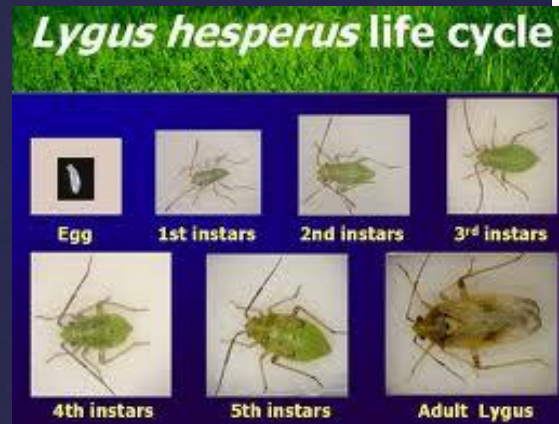 Lygus hesperus life cycle
Egg
1st instars
2nd instars
3rd instars
4th instars
5th instars
Adult Lygus